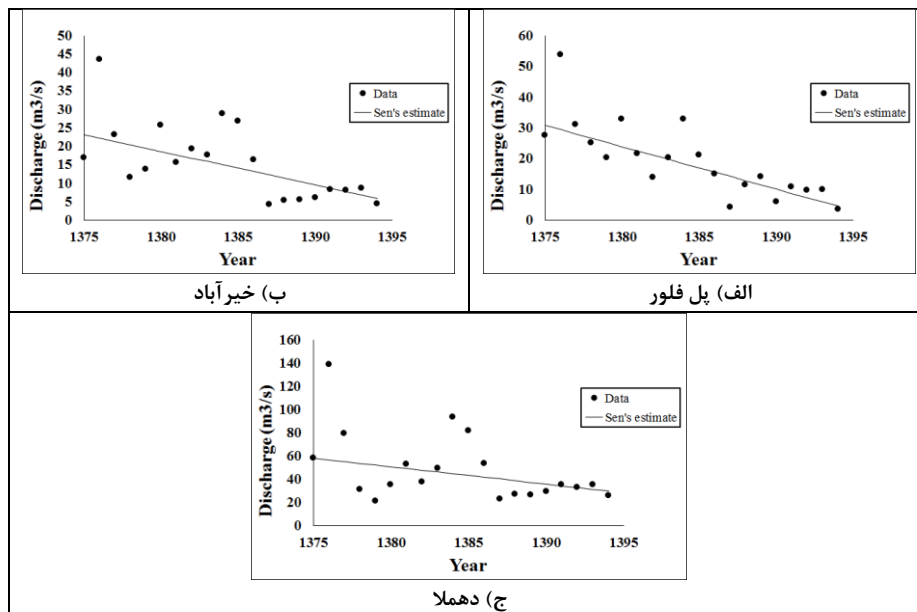 50
45
40
35
30
25
20
15
10
5
0
Discharge (m3/s)
Data
Sen's estimate
1375 1380 1385 1390 1395
Year
ب) خیرآباد
60
50
40
30
20
10
0
Discharge (m3/s)
Data
Sen's estimate
1375 1380 1385 1390 1395
Year
الف) پل فلور
160
140
120
100
80
60
40
20
0
Discharge (m3/s)
Data
Sen's estimate
1375 1380 1385 1390 1395
Year
ج) دهملا